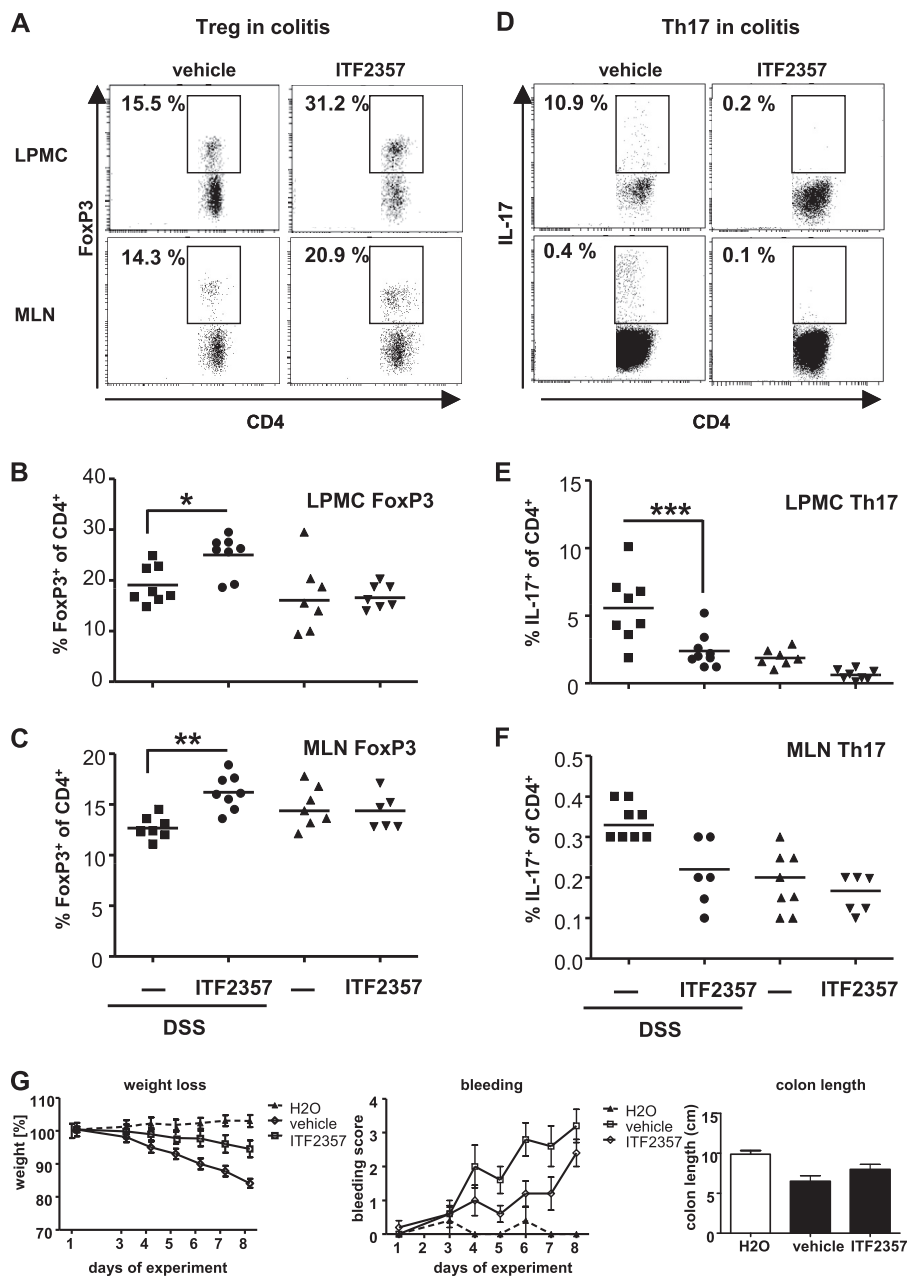 A
Treg in colitis
vehicle
ITF2357
15.5 %
31.2 %
LPMC
FoxP3
14.3 %
20.9 %
MLN
CD4
D
Th17 in colitis
vehicle
ITF2357
10.9 %
0.2 %
IL-17
0.4 %
0.1 %
CD4
B
LPMC FoxP3
% FoxP3+ of CD4+
40
30
20
10
0
*
E
LPMC Th17
% IL-17+ of CD4+
15
10
5
0
***
C
MLN FoxP3
% FoxP3+ of CD4+
20
15
10
5
0
**
— ITF2357 — ITF2357
DSS
F
MLN Th17
% IL-17+ of CD4+
0.5
0.4
0.3
0.2
0.1
0.0
— ITF2357 — ITF2357
DSS
G
weight loss
weight [%]
110
100
90
80
70
1 3 4 5 6 7 8
days of experiment
H2O
vehicle
ITF2357
bleeding
bleeding score
4
3
2
1
0
1 2 3 4 5 6 7 8
days of experiment
H2O
vehicle
ITF2357
colon length
colon length (cm)
15
10
5
0
H2O vehicle ITF2357